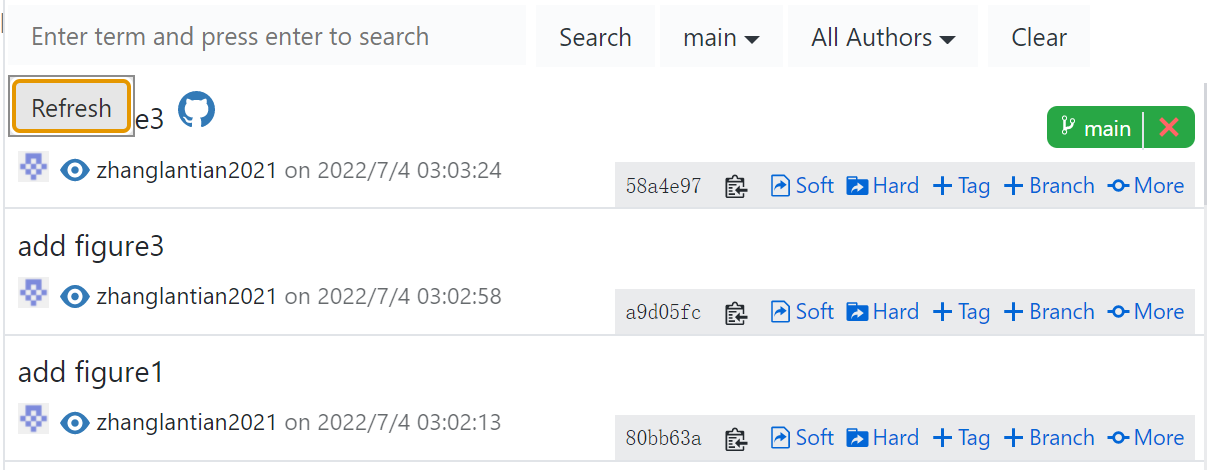 Enter term and press enter to search Search main All Authors Clear
Refresh e3
main
zhanglantian2021 on 2022/7/4 03:03:24
58a4e97 Soft Hard Tag Branch More
add figure3
zhanglantian2021 on 2022/7/4 03:02:58
a9d05fc Soft Hard Tag Branch More
add figure1
zhanglantian2021 on 2022/7/4 03:02:13
80bb63a Soft Hard Tag Branch More